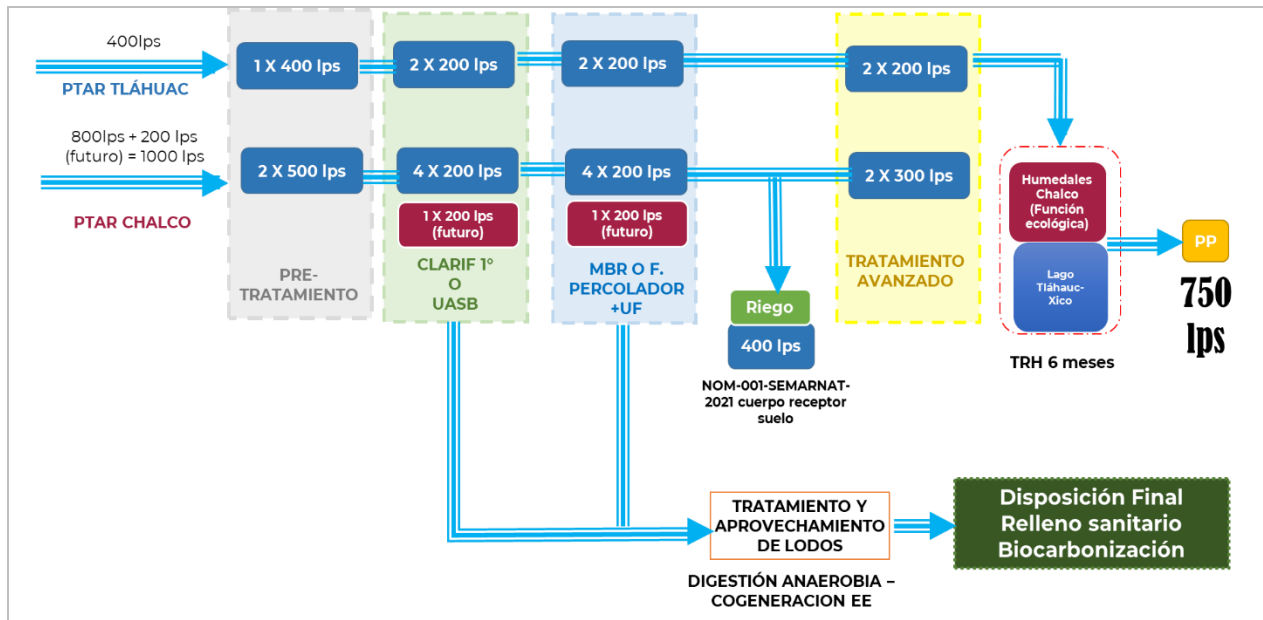 400lps
PTAR TLÁHUAC
1 X 400 lps
2 X 200 lps
2 X 200 lps
2 X 200 lps
800lps + 200 lps
(futuro) = 1000 lps
PTAR CHALCO
2 X 500 lps
4 X 200 lps
4 X 200 lps
2 X 300 lps
1 X 200 lps
(futuro)
1 X 200 lps
(futuro)
PRE-
TRATAMIENTO
CLARIF 1°
O
UASB
MBR O F.
PERCOLADOR
+UF
TRATAMIENTO
AVANZADO
Humedales
Chalco
(Función
ecológica)
Lago
Tláhauc-
Xico
TRH 6 meses
PP
750
lps
Riego
400 lps
NOM-001-SEMARNAT-
2021 cuerpo receptor
suelo
TRATAMIENTO Y
APROVECHAMIENTO
DE LODOS
DIGESTIÓN ANAEROBIA –
COGENERACION EE
Disposición Final
Relleno sanitario
Biocarbonización